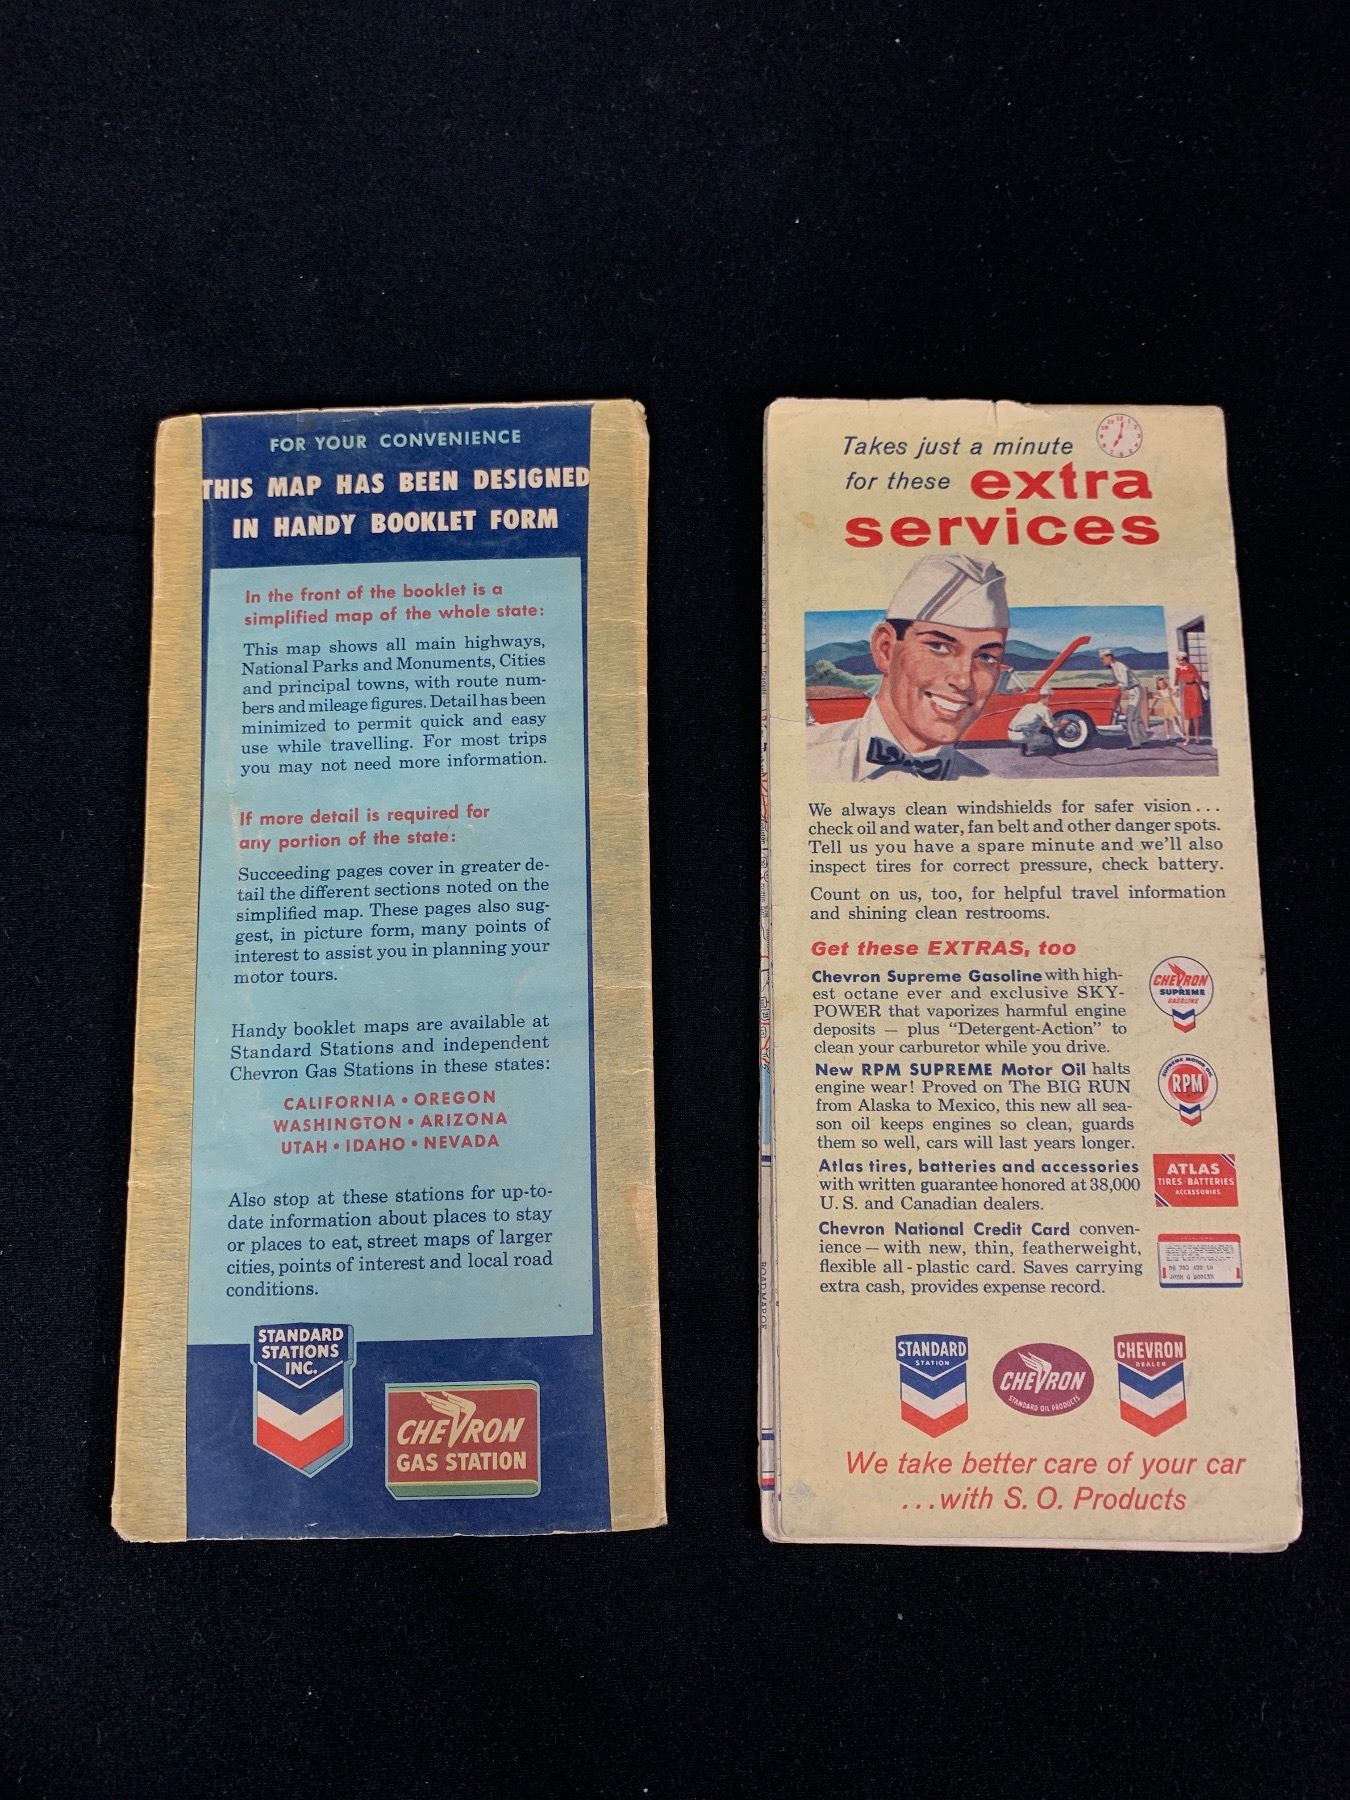 FOR YOUR CONVENIENCE
THIS MAP HAS BEEN DESIGNED
IN HANDY BOOKLET FORM
In the front of the booklet is a
simplified map of the whole state:
This map shows all main highways,
National Parks and Monuments, Cities
and principal towns, with route num-
bers and mileage figures. Detail has been
minimized to permit quick and easy
use while travelling. For most trips
you may not need more information.
If more detail is required for
any portion of the state:
Succeeding pages cover in greater de-
tail the different sections noted on the
simplified map. These pages also sug-
gest, in picture form, many points of
interest to assist you in planning your
motor tours.
Handy booklet maps are available at
Standard Stations and independent
Chevron Gas Stations in these states:
CALIFORNIA • OREGON
WASHINGTON • ARIZONA
UTAH • IDAHO • NEVADA
Also stop at these stations for up-to-
date information about places to stay
or places to eat, street maps of larger
cities, points of interest and local road
conditions.
STANDARD
STATIONS
INC.
CHEVRON
GAS STATION
Takes just a minute
for these extra
services
We always clean windshields for safer vision...
check oil and water, fan belt and other danger spots.
Tell us you have a spare minute and we'll also
inspect tires for correct pressure, check battery.
Count on us, too, for helpful travel information
and shining clean restrooms.
Get these EXTRAS, too
Chevron Supreme Gasoline with high-
est octane ever and exclusive SKY-
POWER that vaporizes harmful engine
deposits — plus "Detergent-Action" to
clean your carburetor while you drive.
CHEVRON
SUPREME
GASOLINE
New RPM SUPREME Motor Oil halts
engine wear! Proved on The BIG RUN
from Alaska to Mexico, this new all sea-
son oil keeps engines so clean, guards
them so well, cars will last years longer.
SUPREME MOTOR OIL
RPM
Atlas tires, batteries and accessories
with written guarantee honored at 38,000
U. S. and Canadian dealers.
ATLAS
TIRES BATTERIES
ACCESSORIES
Chevron National Credit Card conven-
ience — with new, thin, featherweight,
flexible all-plastic card. Saves carrying
extra cash, provides expense record.
STANDARD
STATION
CHEVRON
STANDARD OIL PRODUCTS
CHEVRON
DEALER
We take better care of your car
...with S. O. Products